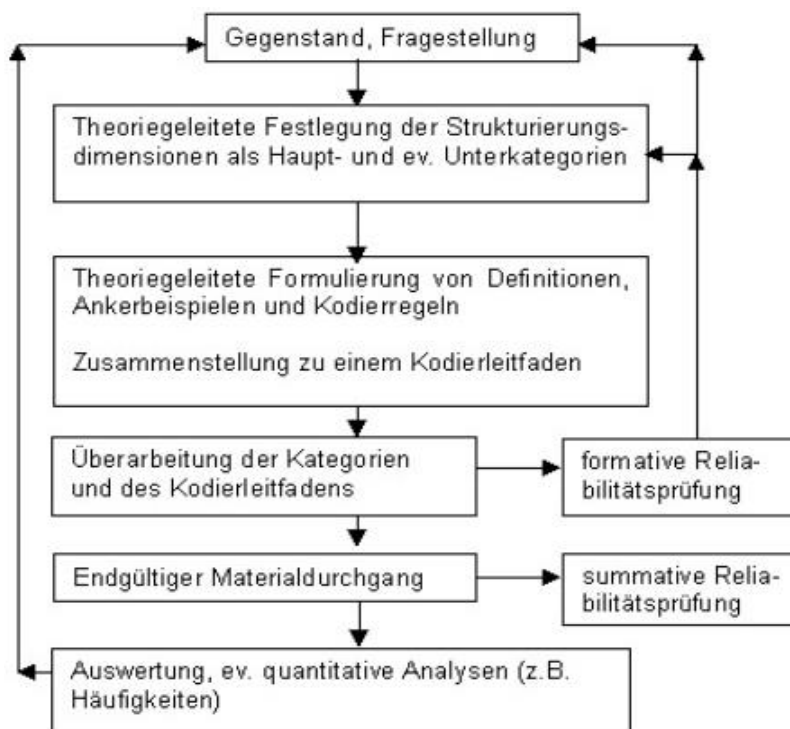 Gegenstand, Fragestellung
Theoriegeleitete Festlegung der Strukturierungs-
dimensionen als Haupt- und ev. Unterkategorien
Theoriegeleitete Formulierung von Definitionen,
Ankerbeispielen und Kodierregeln
Zusammenstellung zu einem Kodierleitfaden
Überarbeitung der Kategorien
und des Kodierleitfadens
formative Relia-
bilitätsprüfung
Endgültiger Materialdurchgang
summative Relia-
bilitätsprüfung
Auswertung, ev. quantitative Analysen (z.B.
Häufigkeiten)